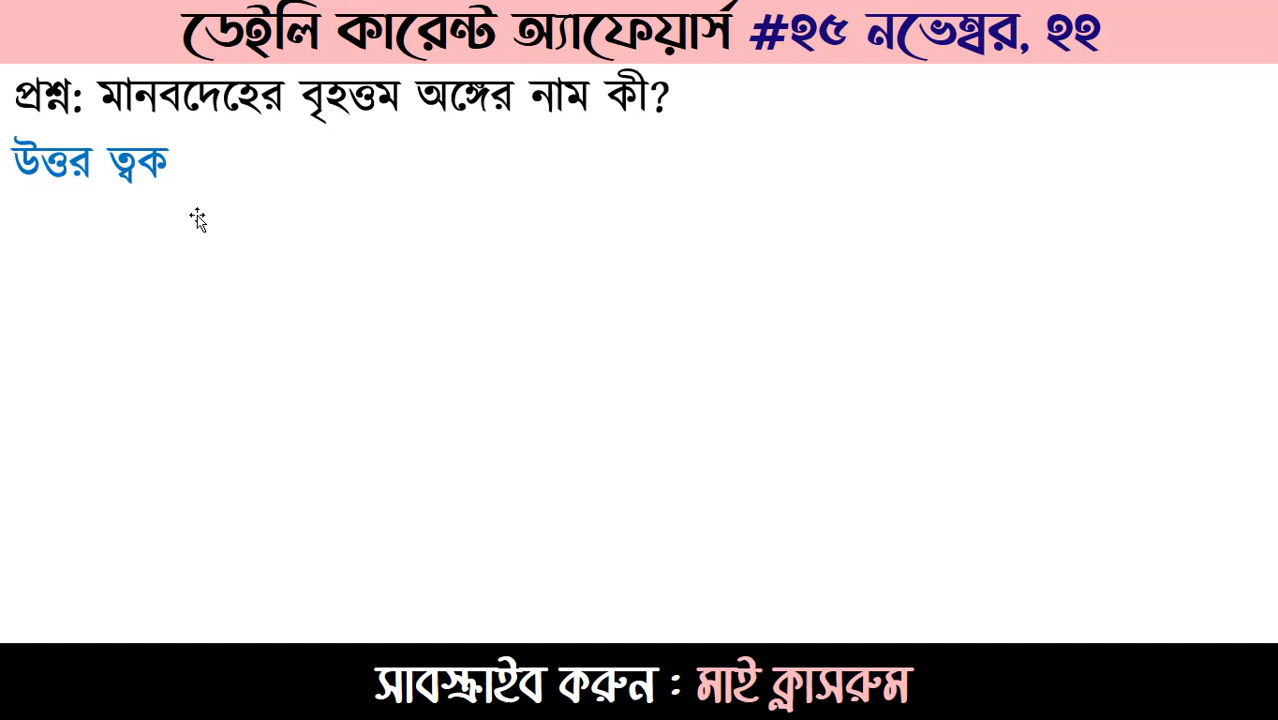 ডেইলি কারেন্ট অ্যাফেয়ার্স #২৫ নভেম্বর, ২২
প্রশ্ন: মানবদেহের বৃহত্তম অঙ্গের নাম কী?
উত্তর ত্বক
সাবস্ক্রাইব করুন : মাই ক্লাসরুম